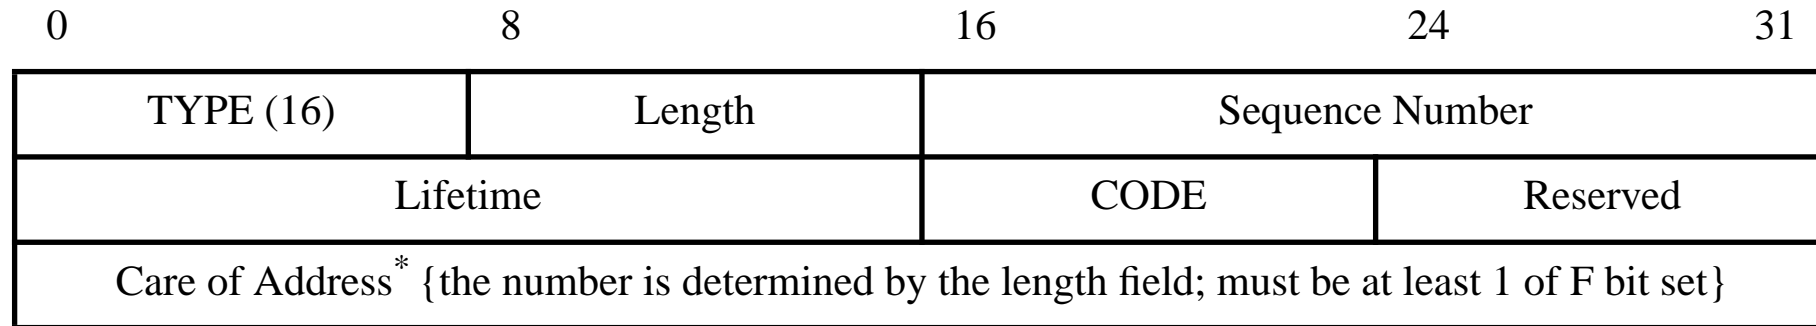 0 8 16 24 31
TYPE (16) Length Sequence Number
Lifetime CODE Reserved
Care of Address* {the number is determined by the length field; must be at least 1 of F bit set}